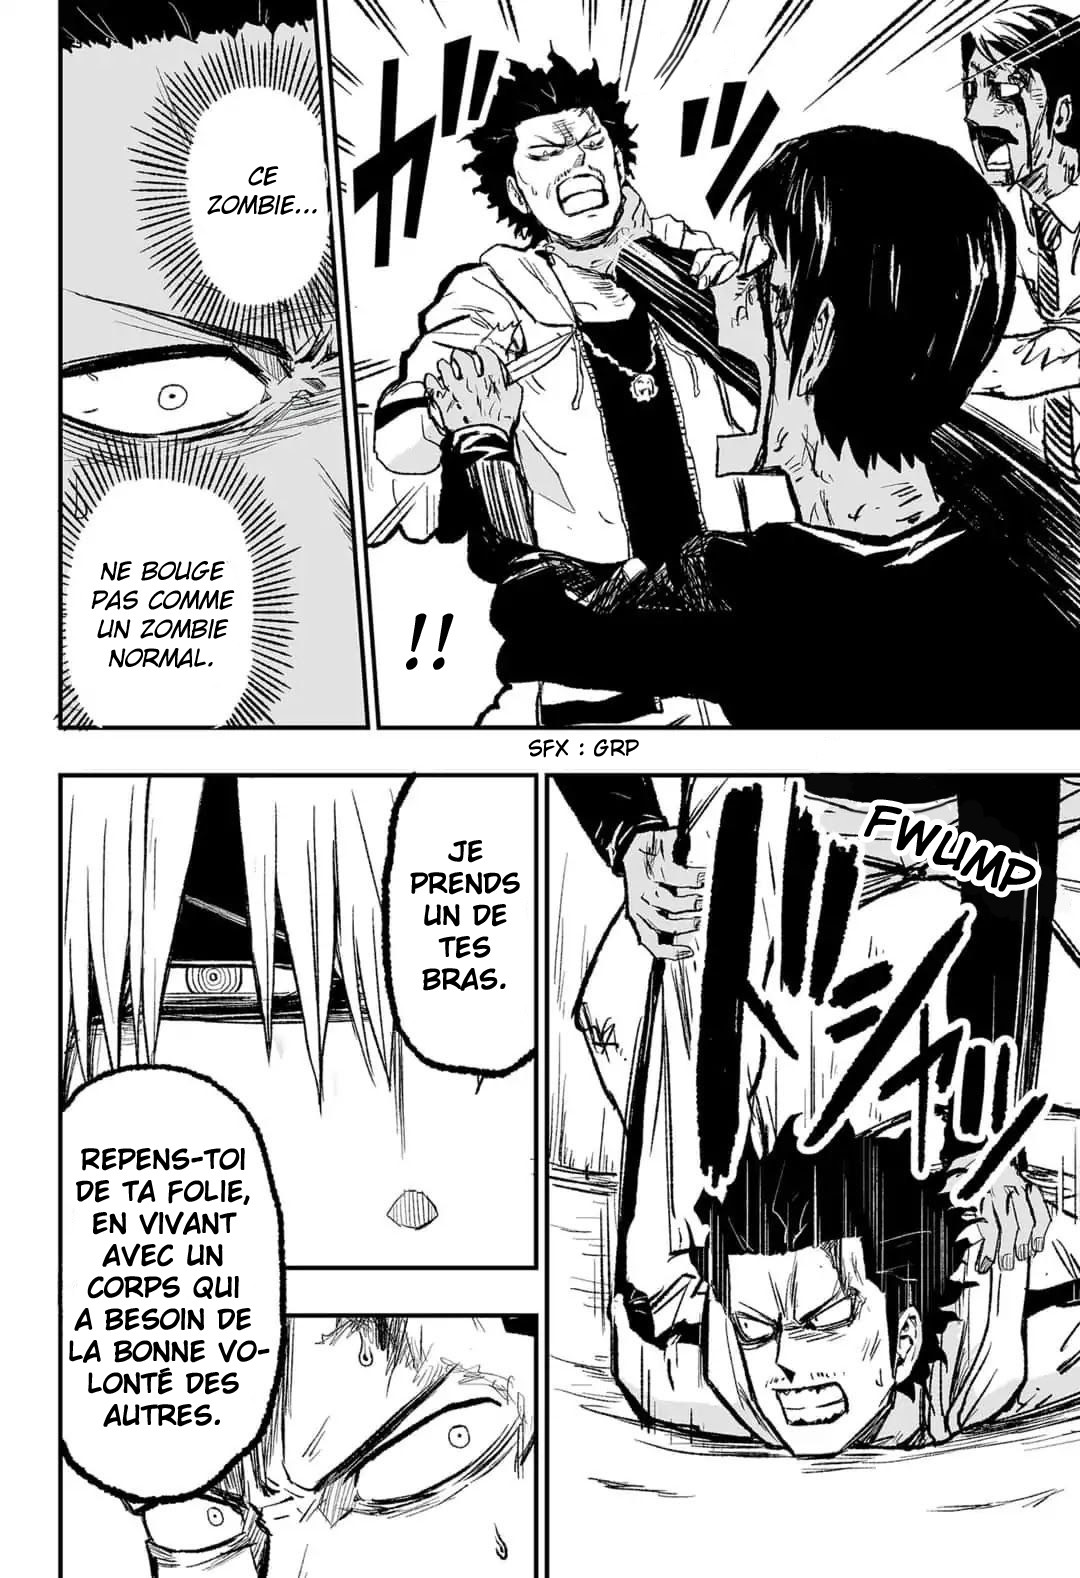 ガッ
ガッ
!!
CE
ZOMBIE...
NE BOUGE
PAS COMME
UN ZOMBIE
NORMAL.
SFX : GRP
FWUMP
ドシャッ
JE
PRENDS
UN DE
TES
BRAS.
REPENS-TOI
DE TA FOLIE,
EN VIVANT
AVEC UN
CORPS QUI
A BESOIN DE
LA BONNE VO-
LONTÉ DES
AUTRES.